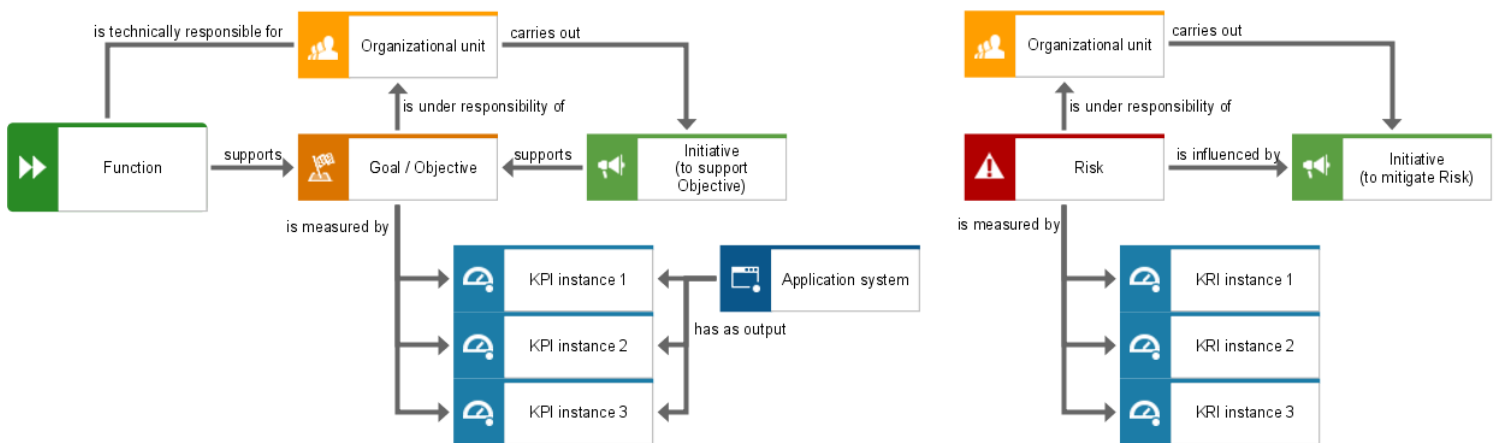 is technically responsible for
Organizational unit
carries out
is under responsibility of
Function
supports
Goal / Objective
supports
Initiative
(to support
Objective)
is measured by
KPI instance 1
Application system
has as output
KPI instance 2
KPI instance 3
Organizational unit
carries out
is under responsibility of
Risk
is influenced by
Initiative
(to mitigate Risk)
is measured by
KRI instance 1
KRI instance 2
KRI instance 3